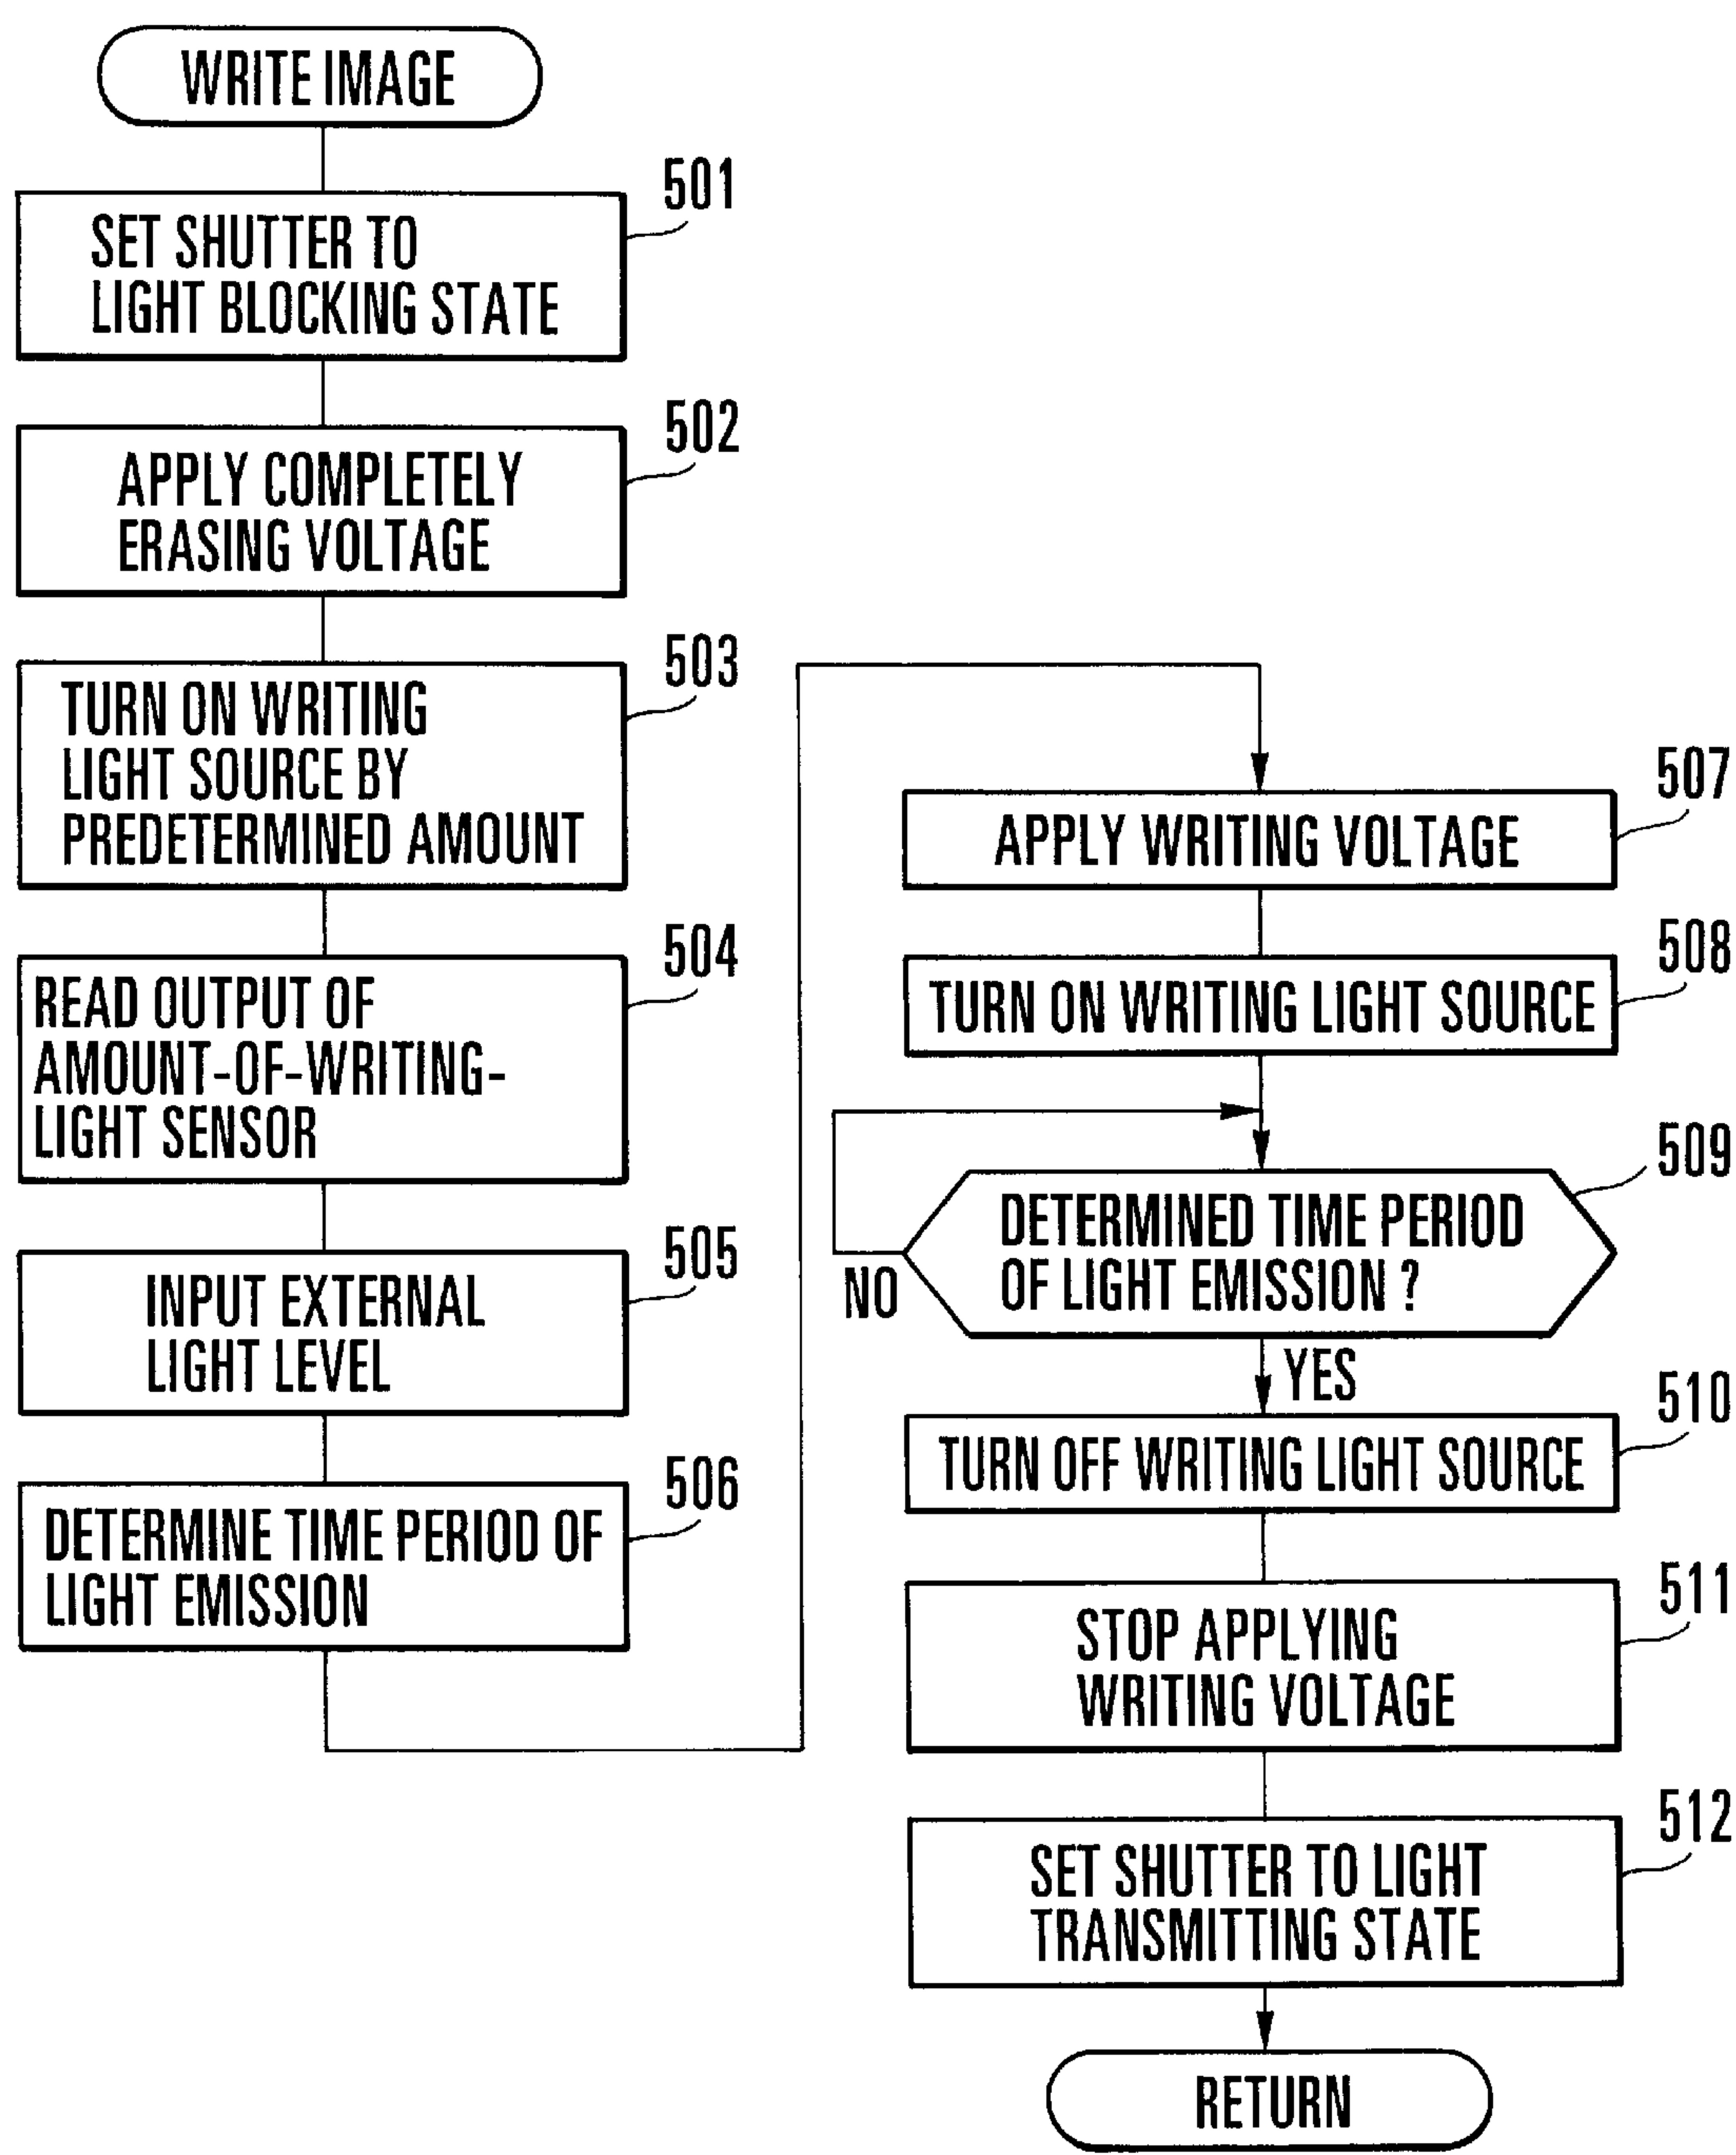 WRITE IMAGE
501
SET SHUTTER TO
LIGHT BLOCKING STATE
502
APPLY COMPLETELY
ERASING VOLTAGE
503
TURN ON WRITING
LIGHT SOURCE BY
PREDETERMINED AMOUNT
504
READ OUTPUT OF
AMOUNT-OF-WRITING-
LIGHT SENSOR
505
INPUT EXTERNAL
LIGHT LEVEL
506
DETERMINE TIME PERIOD OF
LIGHT EMISSION
507
APPLY WRITING VOLTAGE
508
TURN ON WRITING LIGHT SOURCE
509
DETERMINED TIME PERIOD
OF LIGHT EMISSION ?
NO
YES
510
TURN OFF WRITING LIGHT SOURCE
511
STOP APPLYING
WRITING VOLTAGE
512
SET SHUTTER TO LIGHT
TRANSMITTING STATE
RETURN